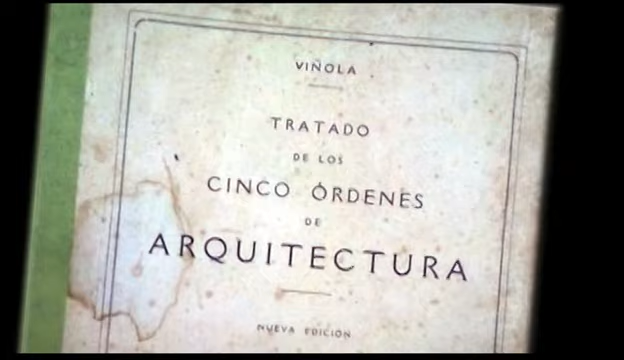 VIÑOLA
TRATADO
DE LOS
CINCO ÓRDENES
DE
ARQUITECTURA
NUEVA EDICIÓN